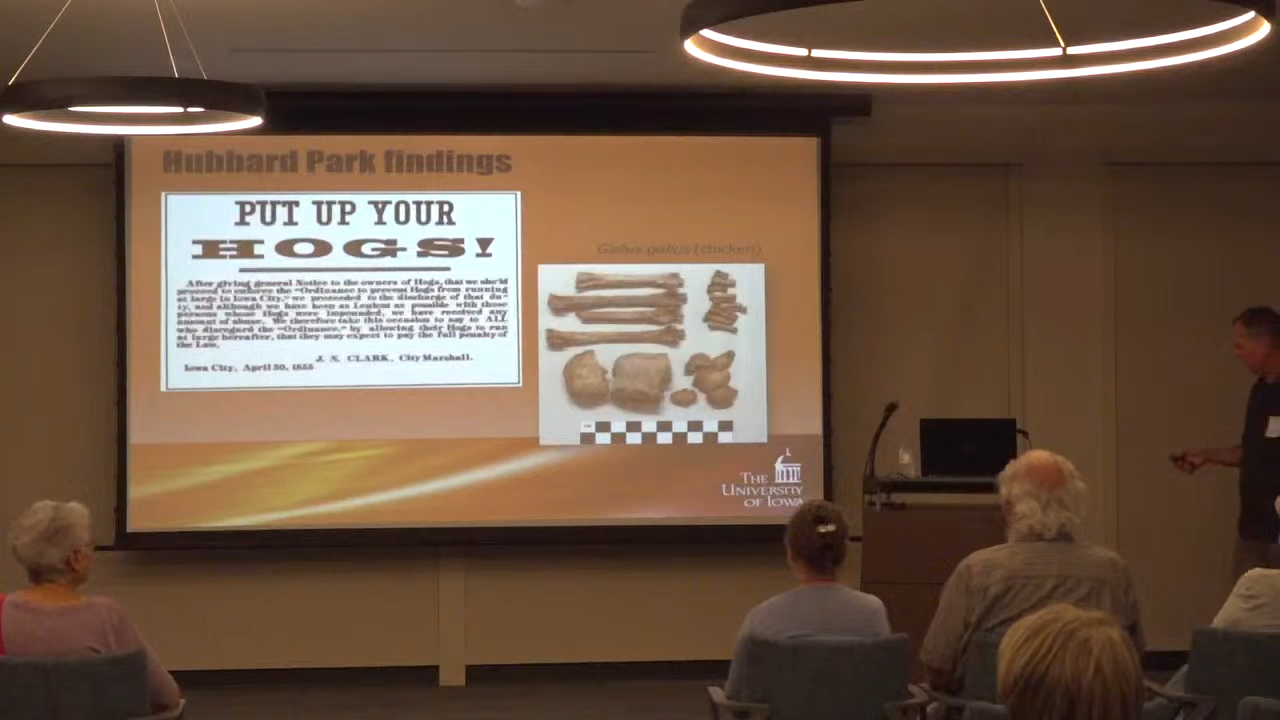 Hubbard Park findings
PUT UP YOUR
HOGS!
After giving general Notice to the owners of Hogs, that we sho'ld
proceed to enforce the "Ordinance to prevent Hogs from running
at large in Iowa City," we proceeded to the discharge of that du-
ty, and although we have been as Lenient as possible with those
persons whose Hogs were impounded, we have received any
amount of abuse. We therefore take this occasion to say to ALL
who disregard the "Ordinance," by allowing their Hogs to run
at large hereafter, that they may expect to pay the full penalty of
the Law.
J. N. CLARK, City Marshall.
Iowa City, April 30, 1855
Gallus gallus (chicken)
THE
UNIVERSITY
OF IOWA